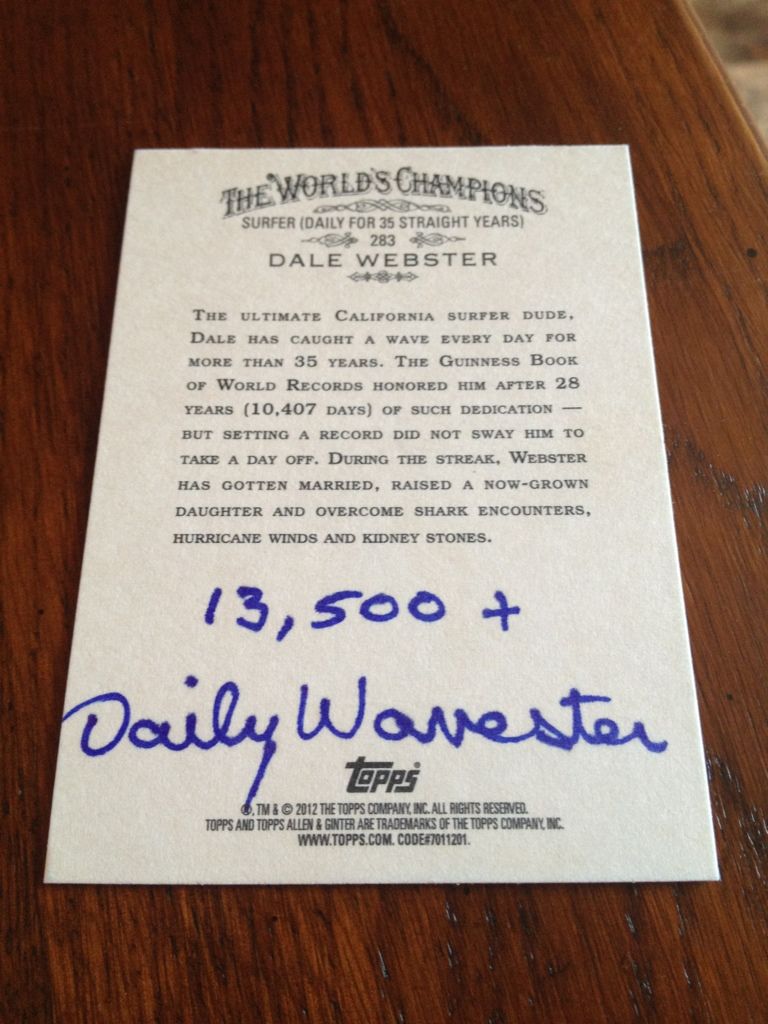 THE WORLD'S CHAMPIONS
SURFER (DAILY FOR 35 STRAIGHT YEARS)
283
DALE WEBSTER
THE ULTIMATE CALIFORNIA SURFER DUDE,
DALE HAS CAUGHT A WAVE EVERY DAY FOR
MORE THAN 35 YEARS. THE GUINNESS BOOK
OF WORLD RECORDS HONORED HIM AFTER 28
YEARS (10,407 DAYS) OF SUCH DEDICATION —
BUT SETTING A RECORD DID NOT SWAY HIM TO
TAKE A DAY OFF. DURING THE STREAK, WEBSTER
HAS GOTTEN MARRIED, RAISED A NOW-GROWN
DAUGHTER AND OVERCOME SHARK ENCOUNTERS,
HURRICANE WINDS AND KIDNEY STONES.
13,500 +
Daily Wavester
topps®
®, TM & © 2012 THE TOPPS COMPANY, INC. ALL RIGHTS RESERVED.
TOPPS AND TOPPS ALLEN & GINTER ARE TRADEMARKS OF THE TOPPS COMPANY, INC.
WWW.TOPPS.COM. CODE#7011201.